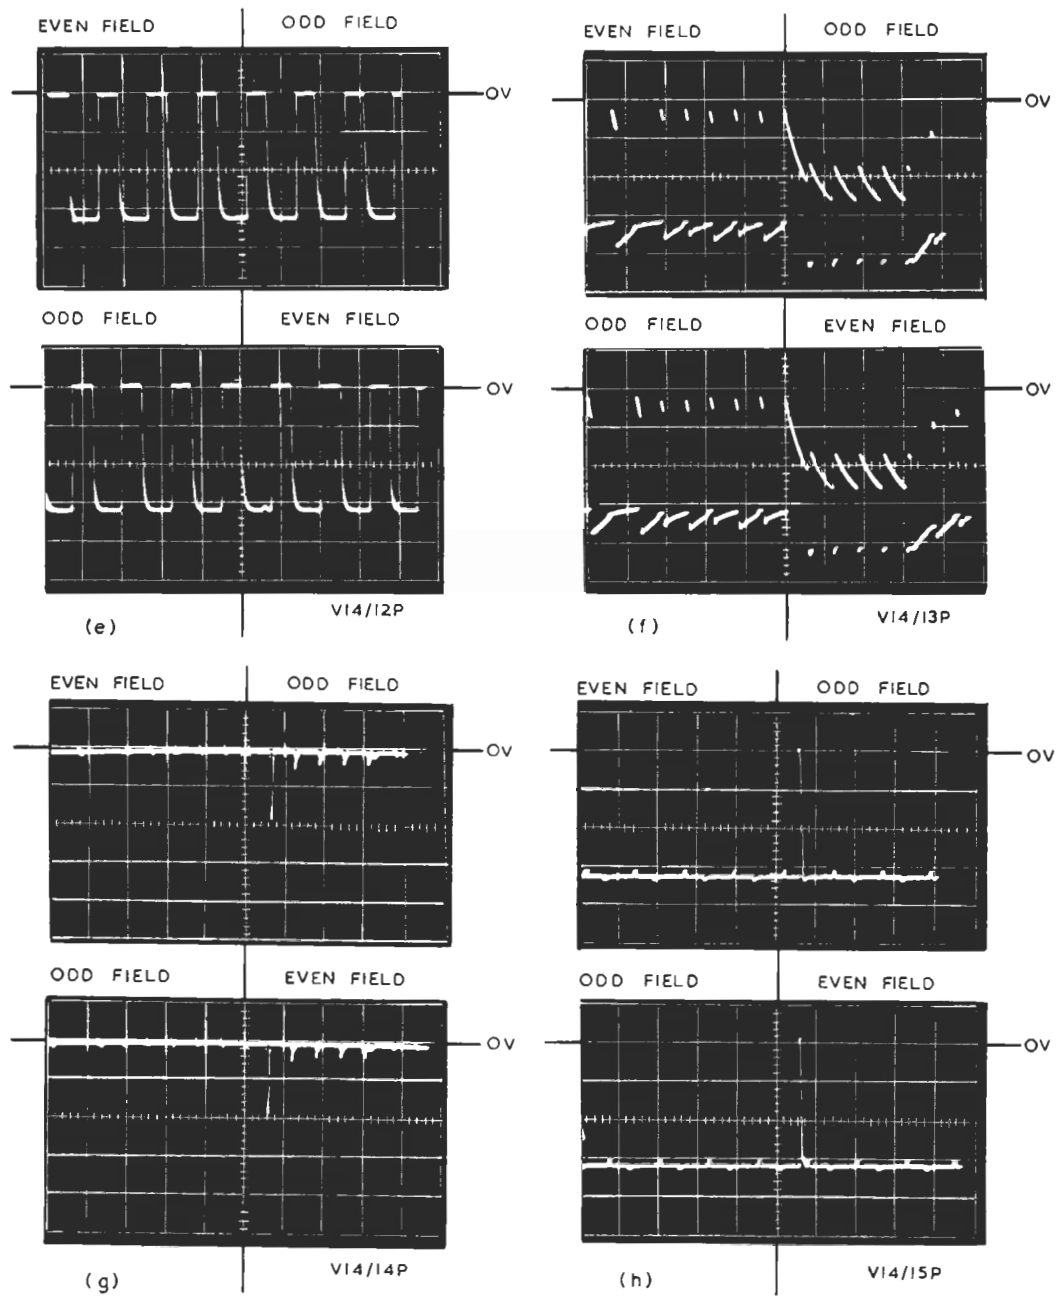 EVEN FIELD ODD FIELD
OV
ODD FIELD EVEN FIELD
OV
(e) V14/12P
EVEN FIELD ODD FIELD
OV
ODD FIELD EVEN FIELD
OV
(f) V14/13P
EVEN FIELD ODD FIELD
OV
ODD FIELD EVEN FIELD
OV
(g) V14/14P
EVEN FIELD ODD FIELD
OV
ODD FIELD EVEN FIELD
OV
(h) V14/15P